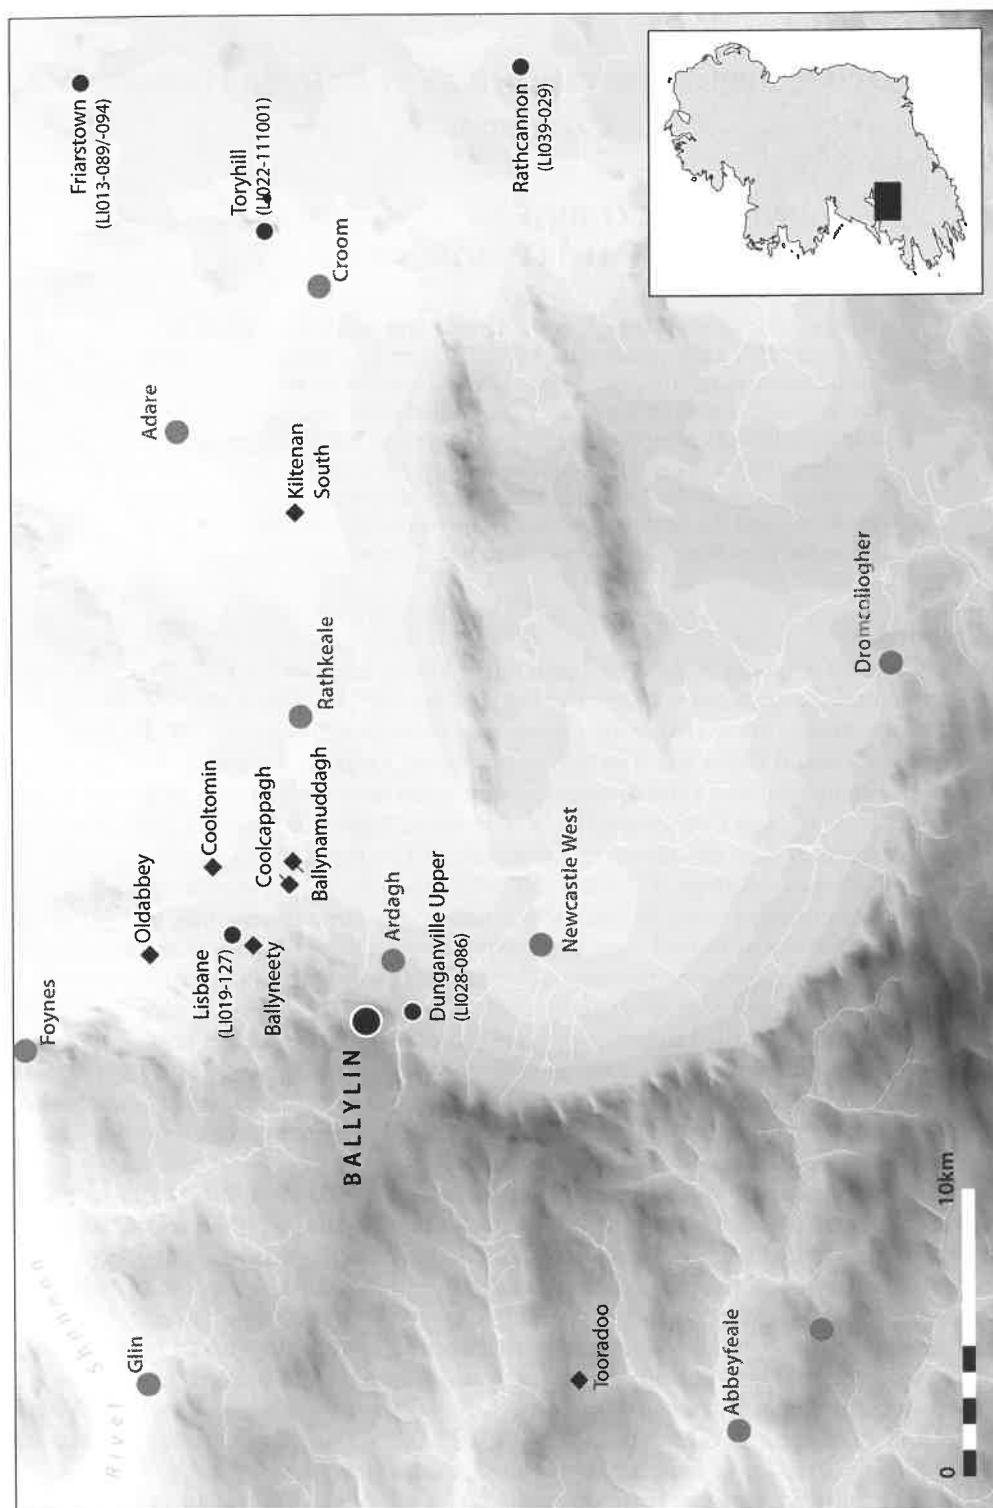 Foynes
Glin
River Shannon
Oldabbey
Cooltomin
Lisbane
(LI019-127)
Ballyneety
Coolcappagh
Ballynamuddagh
Rathkeale
Adare
Kiltenan
South
Friarstown
(LI013-089/-094)
Toryhill
(LI022-111001)
Croom
BALLYLIN
Ardagh
Dunganville Upper
(LI028-086)
Newcastle West
Rathcannon
(LI039-029)
Tooradoo
Abbeyfeale
Dromcollogher
0
10km